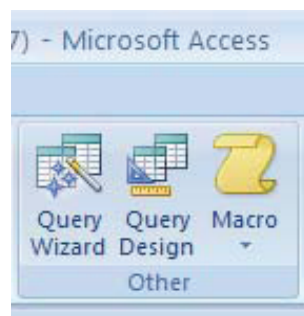 7) - Microsoft Access
Query Query Macro
Wizard Design
Other